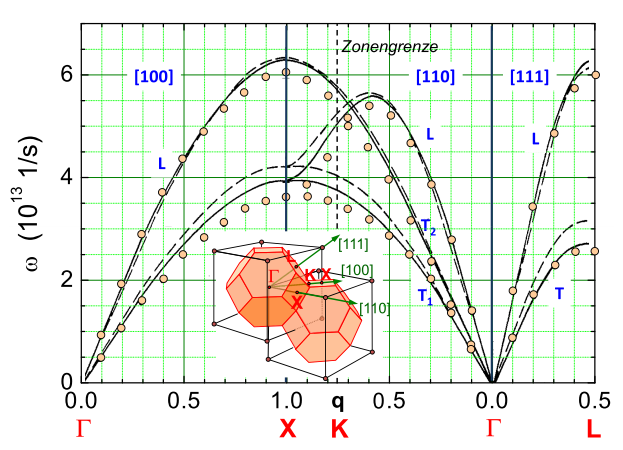 Zonengrenze
[100] [110] [111]
6
L L L
4
T₂
[111]
2
L
Γ K X [100]
X [110]
T₁ T
0
ω (10¹³ 1/s)
0.0 0.5 1.0 q 0.5 0.0 0.5
Γ X K Γ L